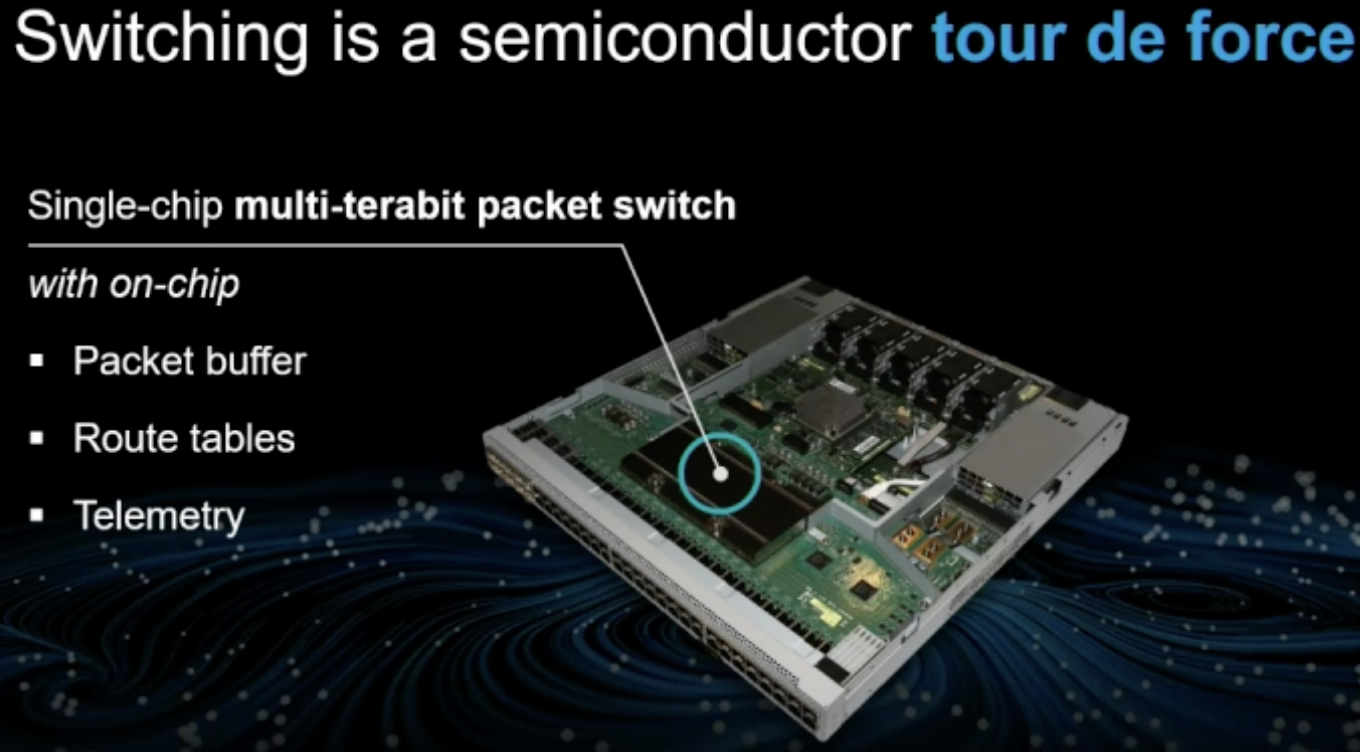 Switching is a semiconductor tour de force
Single-chip multi-terabit packet switch
with on-chip
▪ Packet buffer
▪ Route tables
▪ Telemetry